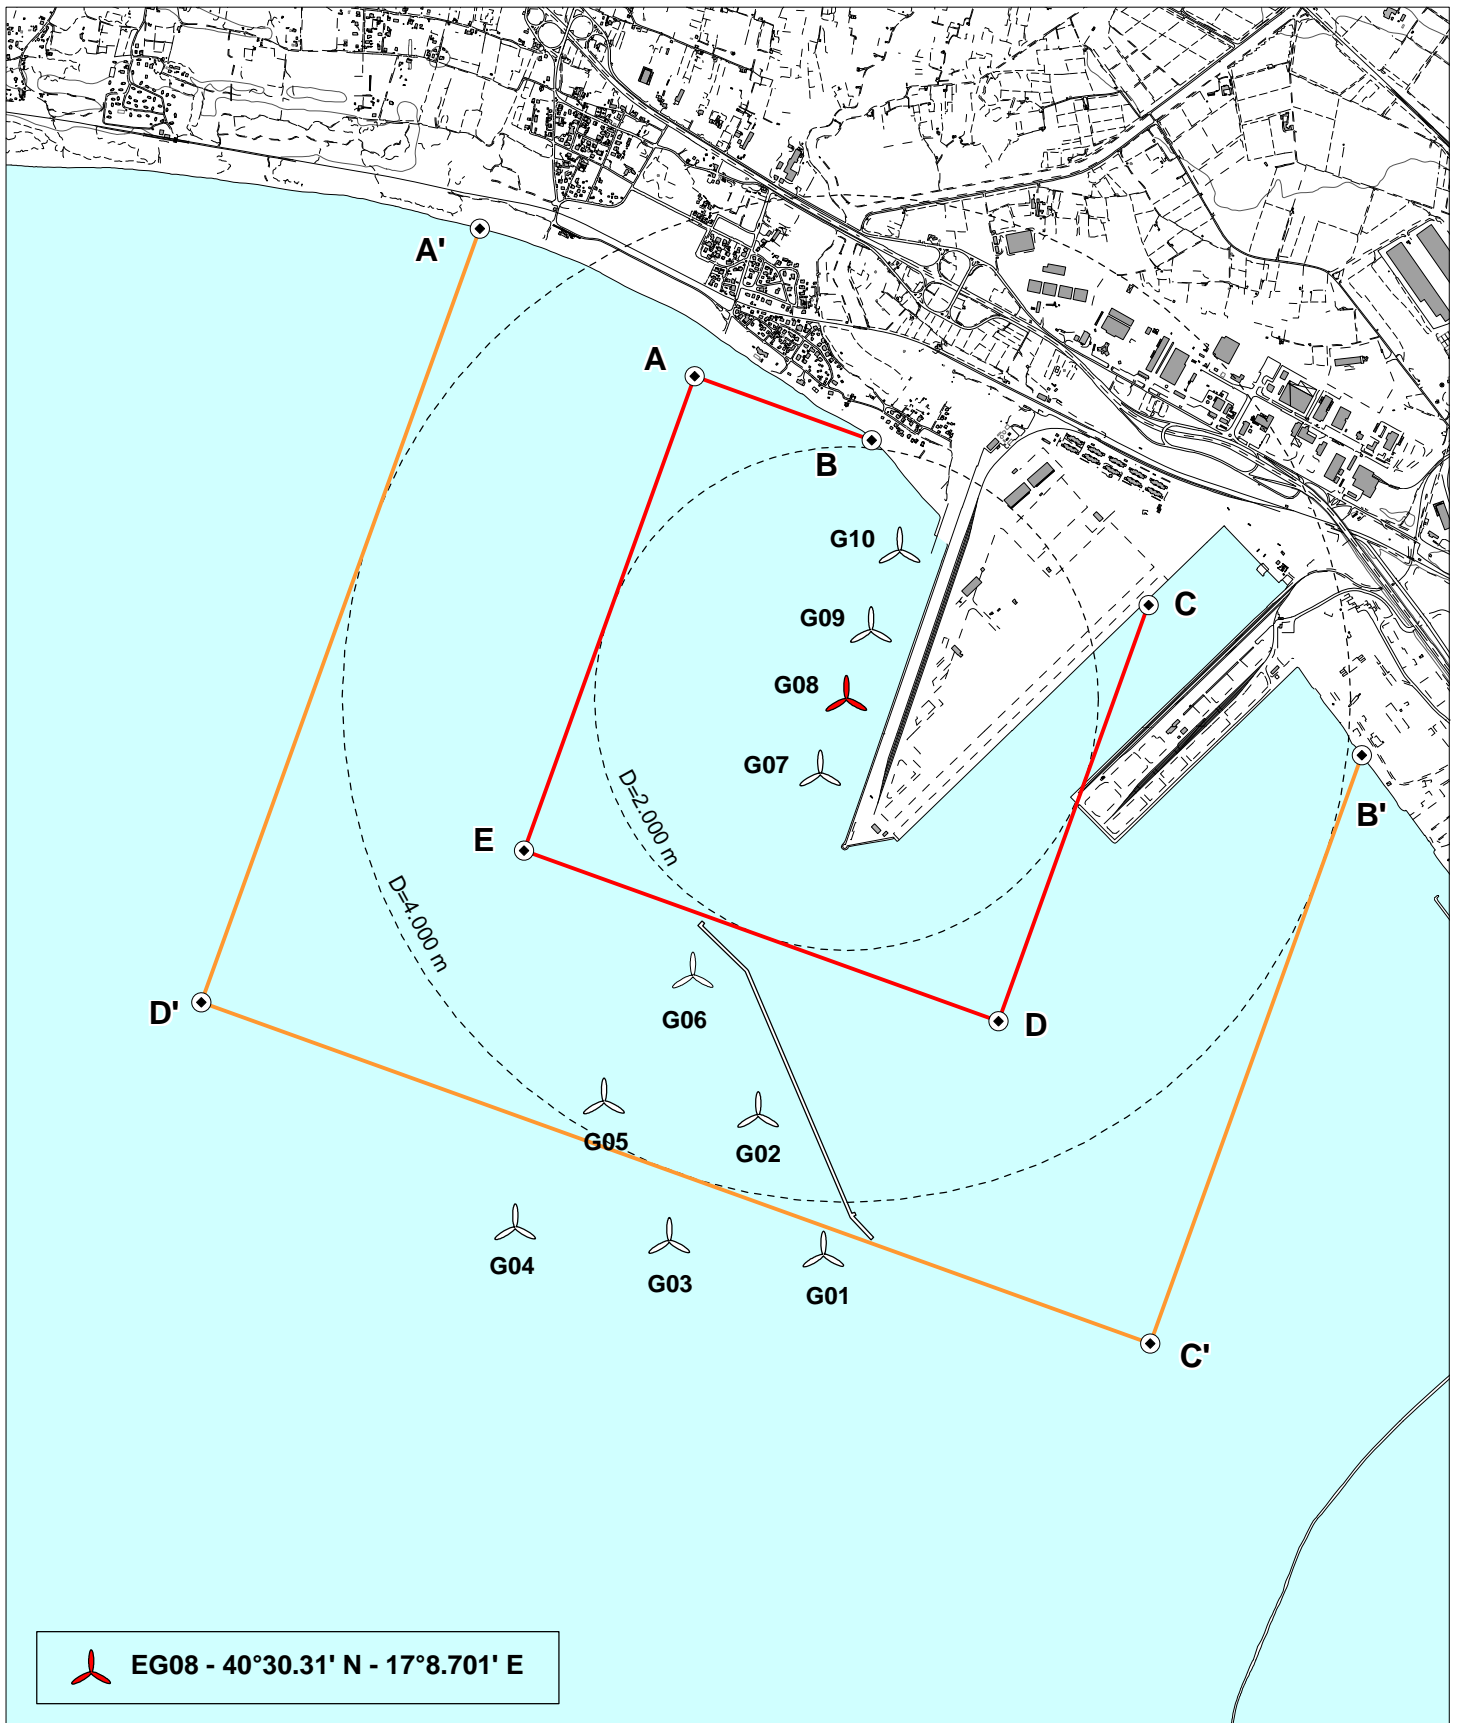 A'
A
B
G10
C
G09
G08
G07
D=2.000 m
B'
E
D=4.000 m
D'
G06
D
G05
G02
G04
G03
G01
C'
EG08 - 40°30.31' N - 17°8.701' E